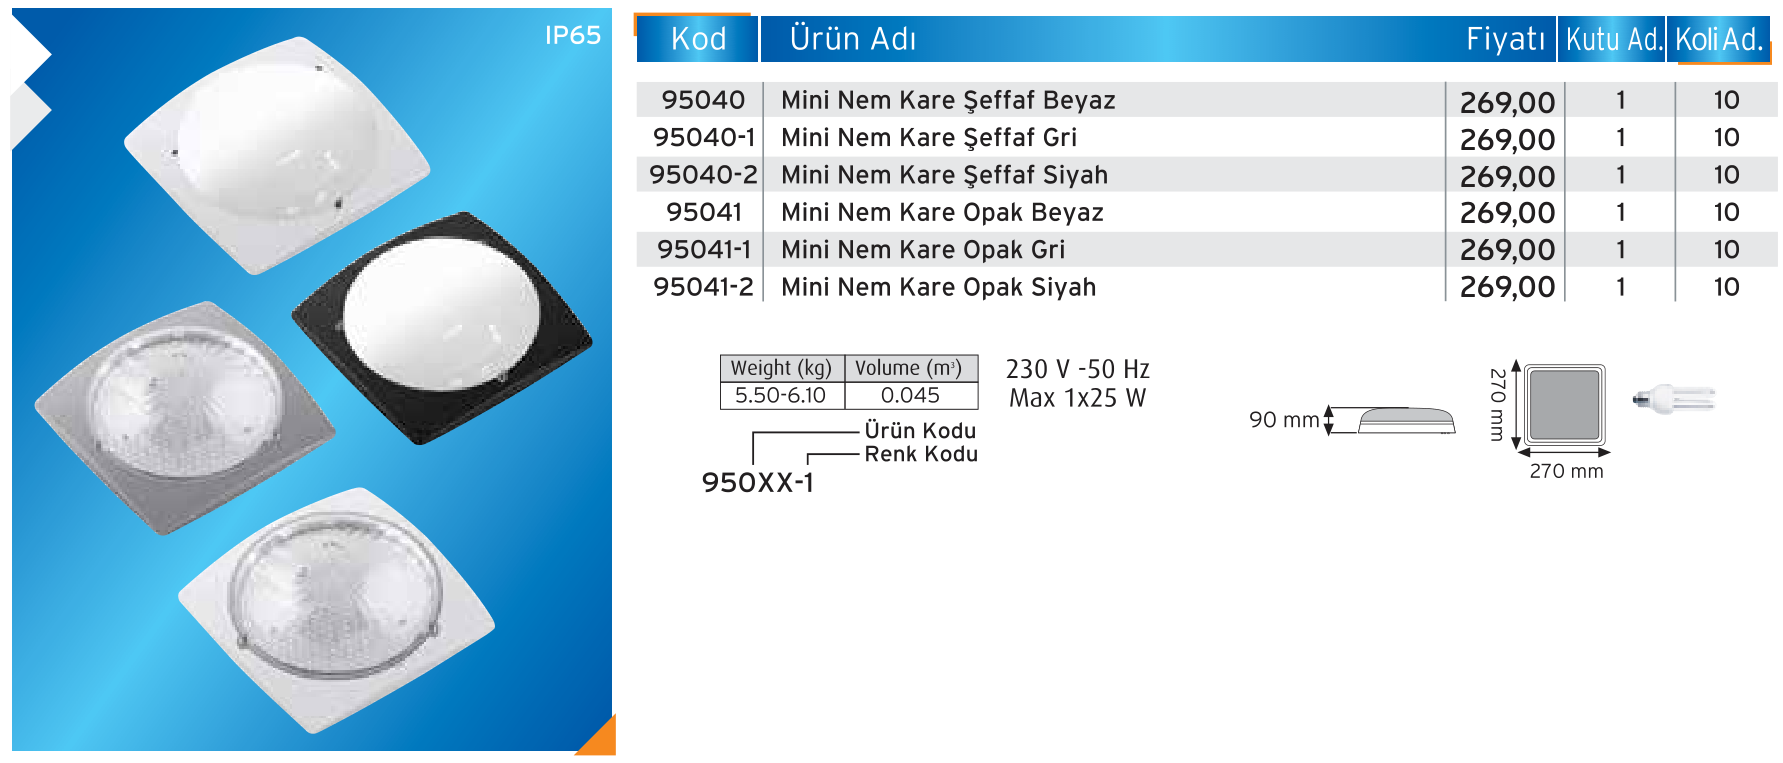 IP65
Kod Ürün Adı Fiyatı Kutu Ad. Koli Ad.
95040 Mini Nem Kare Şeffaf Beyaz 269,00 1 10
95040-1 Mini Nem Kare Şeffaf Gri 269,00 1 10
95040-2 Mini Nem Kare Şeffaf Siyah 269,00 1 10
95041 Mini Nem Kare Opak Beyaz 269,00 1 10
95041-1 Mini Nem Kare Opak Gri 269,00 1 10
95041-2 Mini Nem Kare Opak Siyah 269,00 1 10
Weight (kg) Volume (m³)
5.50-6.10 0.045
230 V -50 Hz
Max 1x25 W
Ürün Kodu
Renk Kodu
950XX-1
90 mm
270 mm
270 mm